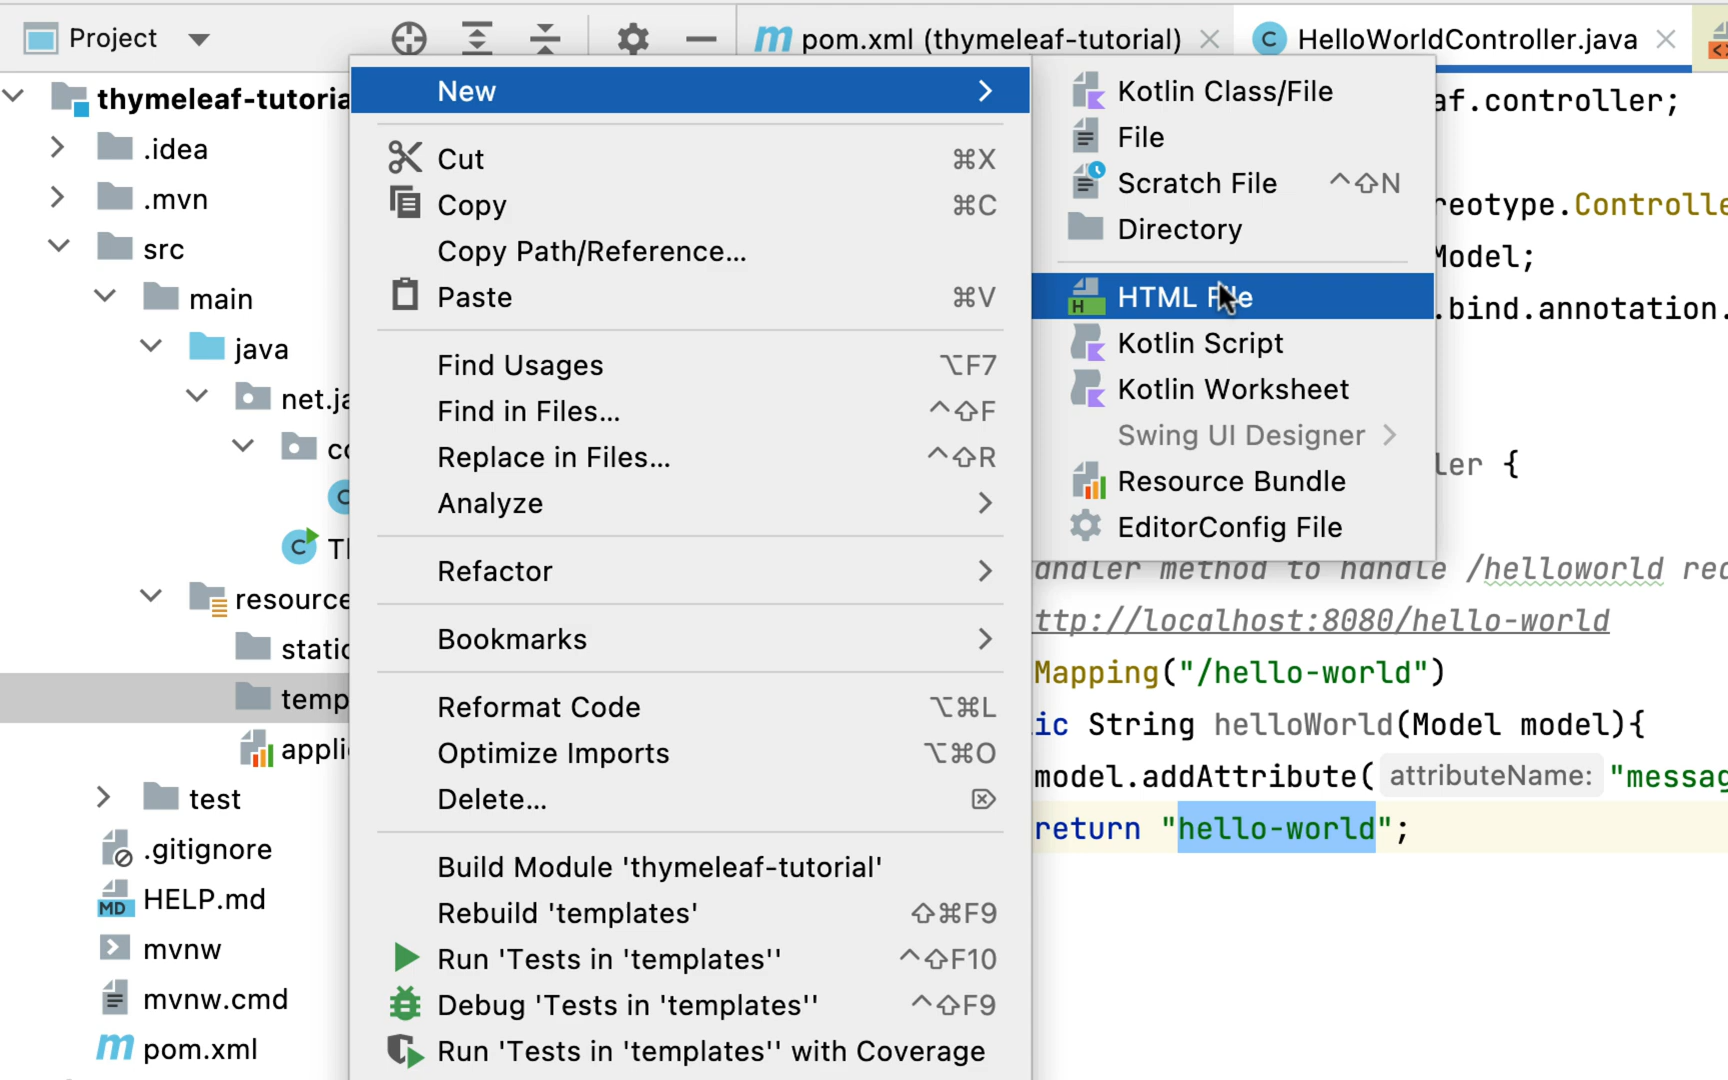 Project
pom.xml (thymeleaf-tutorial)
HelloWorldController.java
thymeleaf-tutoria
.idea
.mvn
src
main
java
net.ja
co
Th
resource
static
temp
applic
test
.gitignore
HELP.md
mvnw
mvnw.cmd
pom.xml
New
Cut ⌘X
Copy ⌘C
Copy Path/Reference...
Paste ⌘V
Find Usages ⌥F7
Find in Files... ^⇧F
Replace in Files... ^⇧R
Analyze
Refactor
Bookmarks
Reformat Code ⌥⌘L
Optimize Imports ⌥⌘O
Delete... ⌦
Build Module 'thymeleaf-tutorial'
Rebuild 'templates' ⇧⌘F9
Run 'Tests in 'templates'' ^⇧F10
Debug 'Tests in 'templates'' ^⇧F9
Run 'Tests in 'templates'' with Coverage
Kotlin Class/File
File
Scratch File ^⇧N
Directory
HTML File
Kotlin Script
Kotlin Worksheet
Swing UI Designer
Resource Bundle
EditorConfig File
af.controller;
reotype.Controlle
Model;
.bind.annotation.
ler {
andler method to handle /helloworld req
ttp://localhost:8080/hello-world
Mapping("/hello-world")
ic String helloWorld(Model model){
model.addAttribute( attributeName: "messag
return "hello-world";